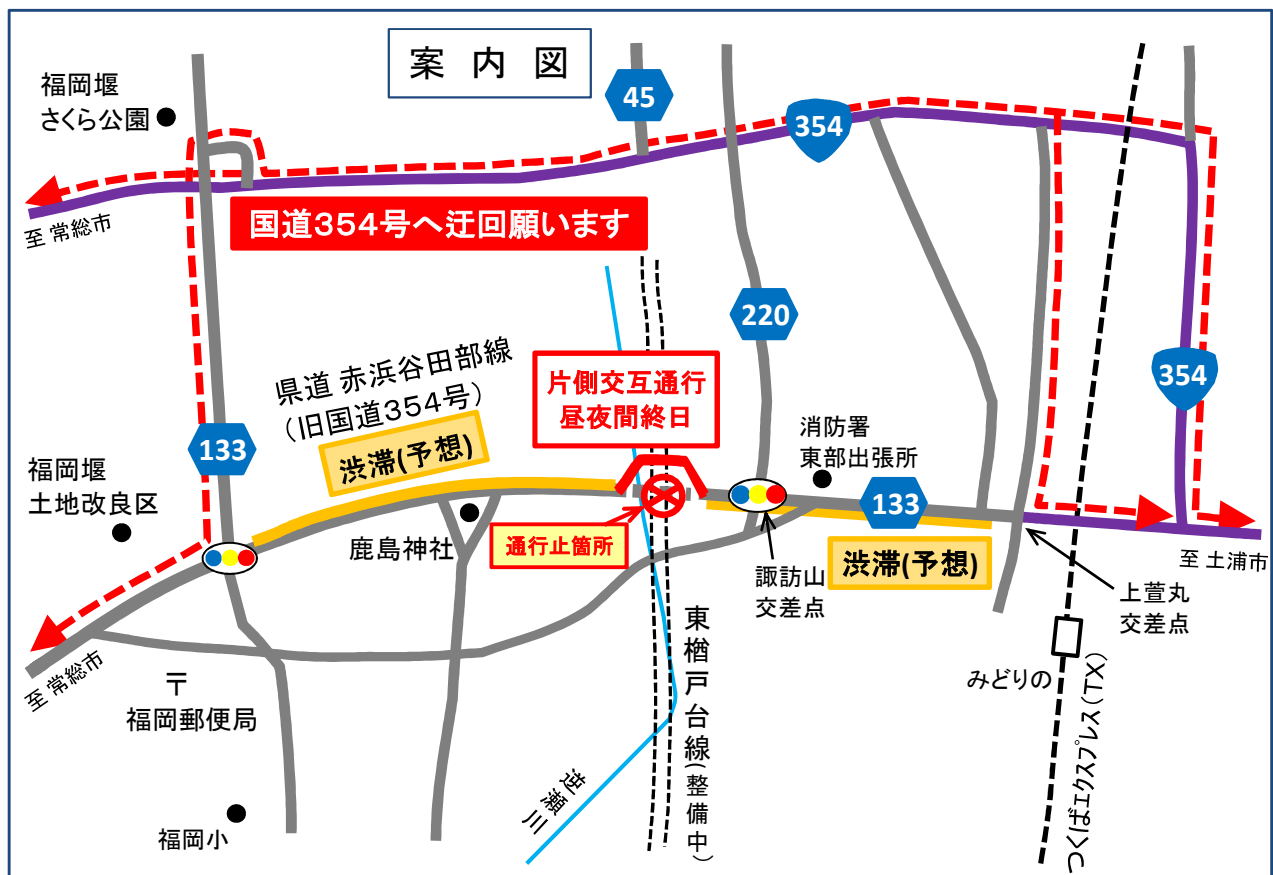 案 内 図
福岡堰
さくら公園
45
354
至 常総市
国道354号へ迂回願います
220
354
県道 赤浜谷田部線
（旧国道354号）
渋滞(予想)
133
片側交互通行
昼夜間終日
消防署
東部出張所
福岡堰
土地改良区
133
鹿島神社
通行止箇所
渋滞(予想)
諏訪山
交差点
至 土浦市
上萱丸
交差点
至 常総市
〒
福岡郵便局
東楢戸台線(整備中)
みどりの
つくばエクスプレス(TX)
逆瀬川
福岡小